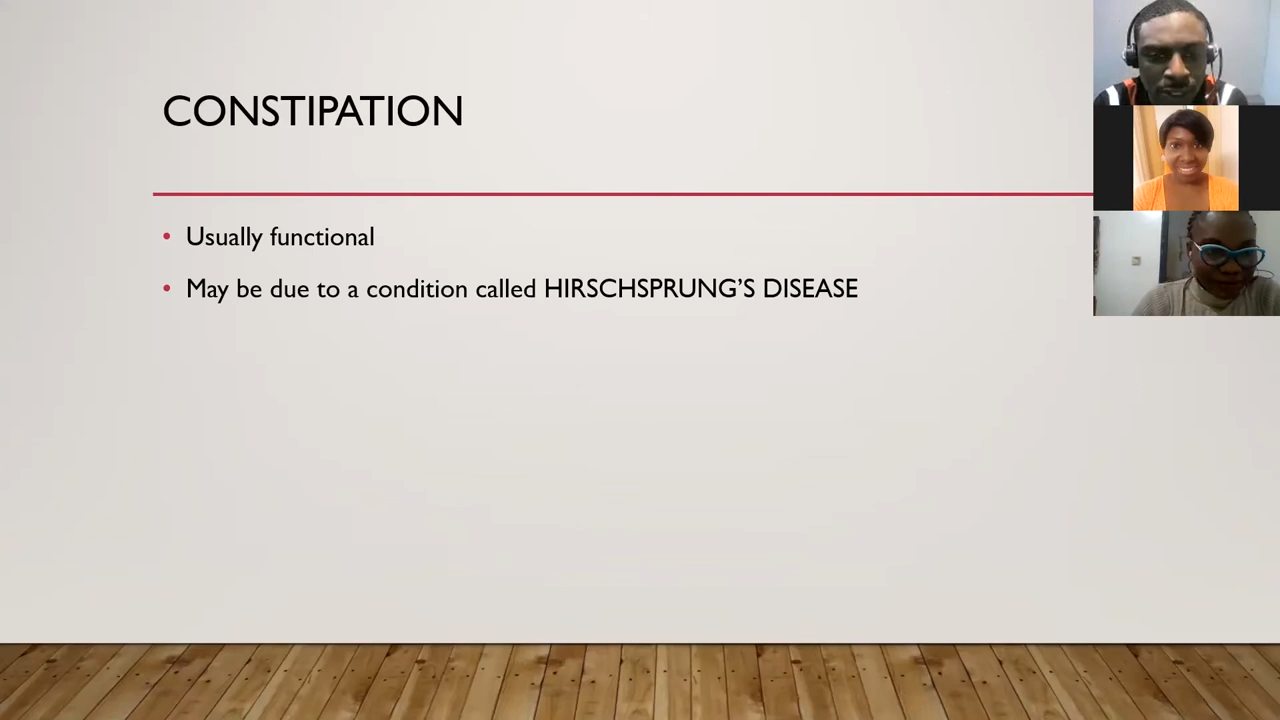 CONSTIPATION
Usually functional
May be due to a condition called HIRSCHSPRUNG'S DISEASE